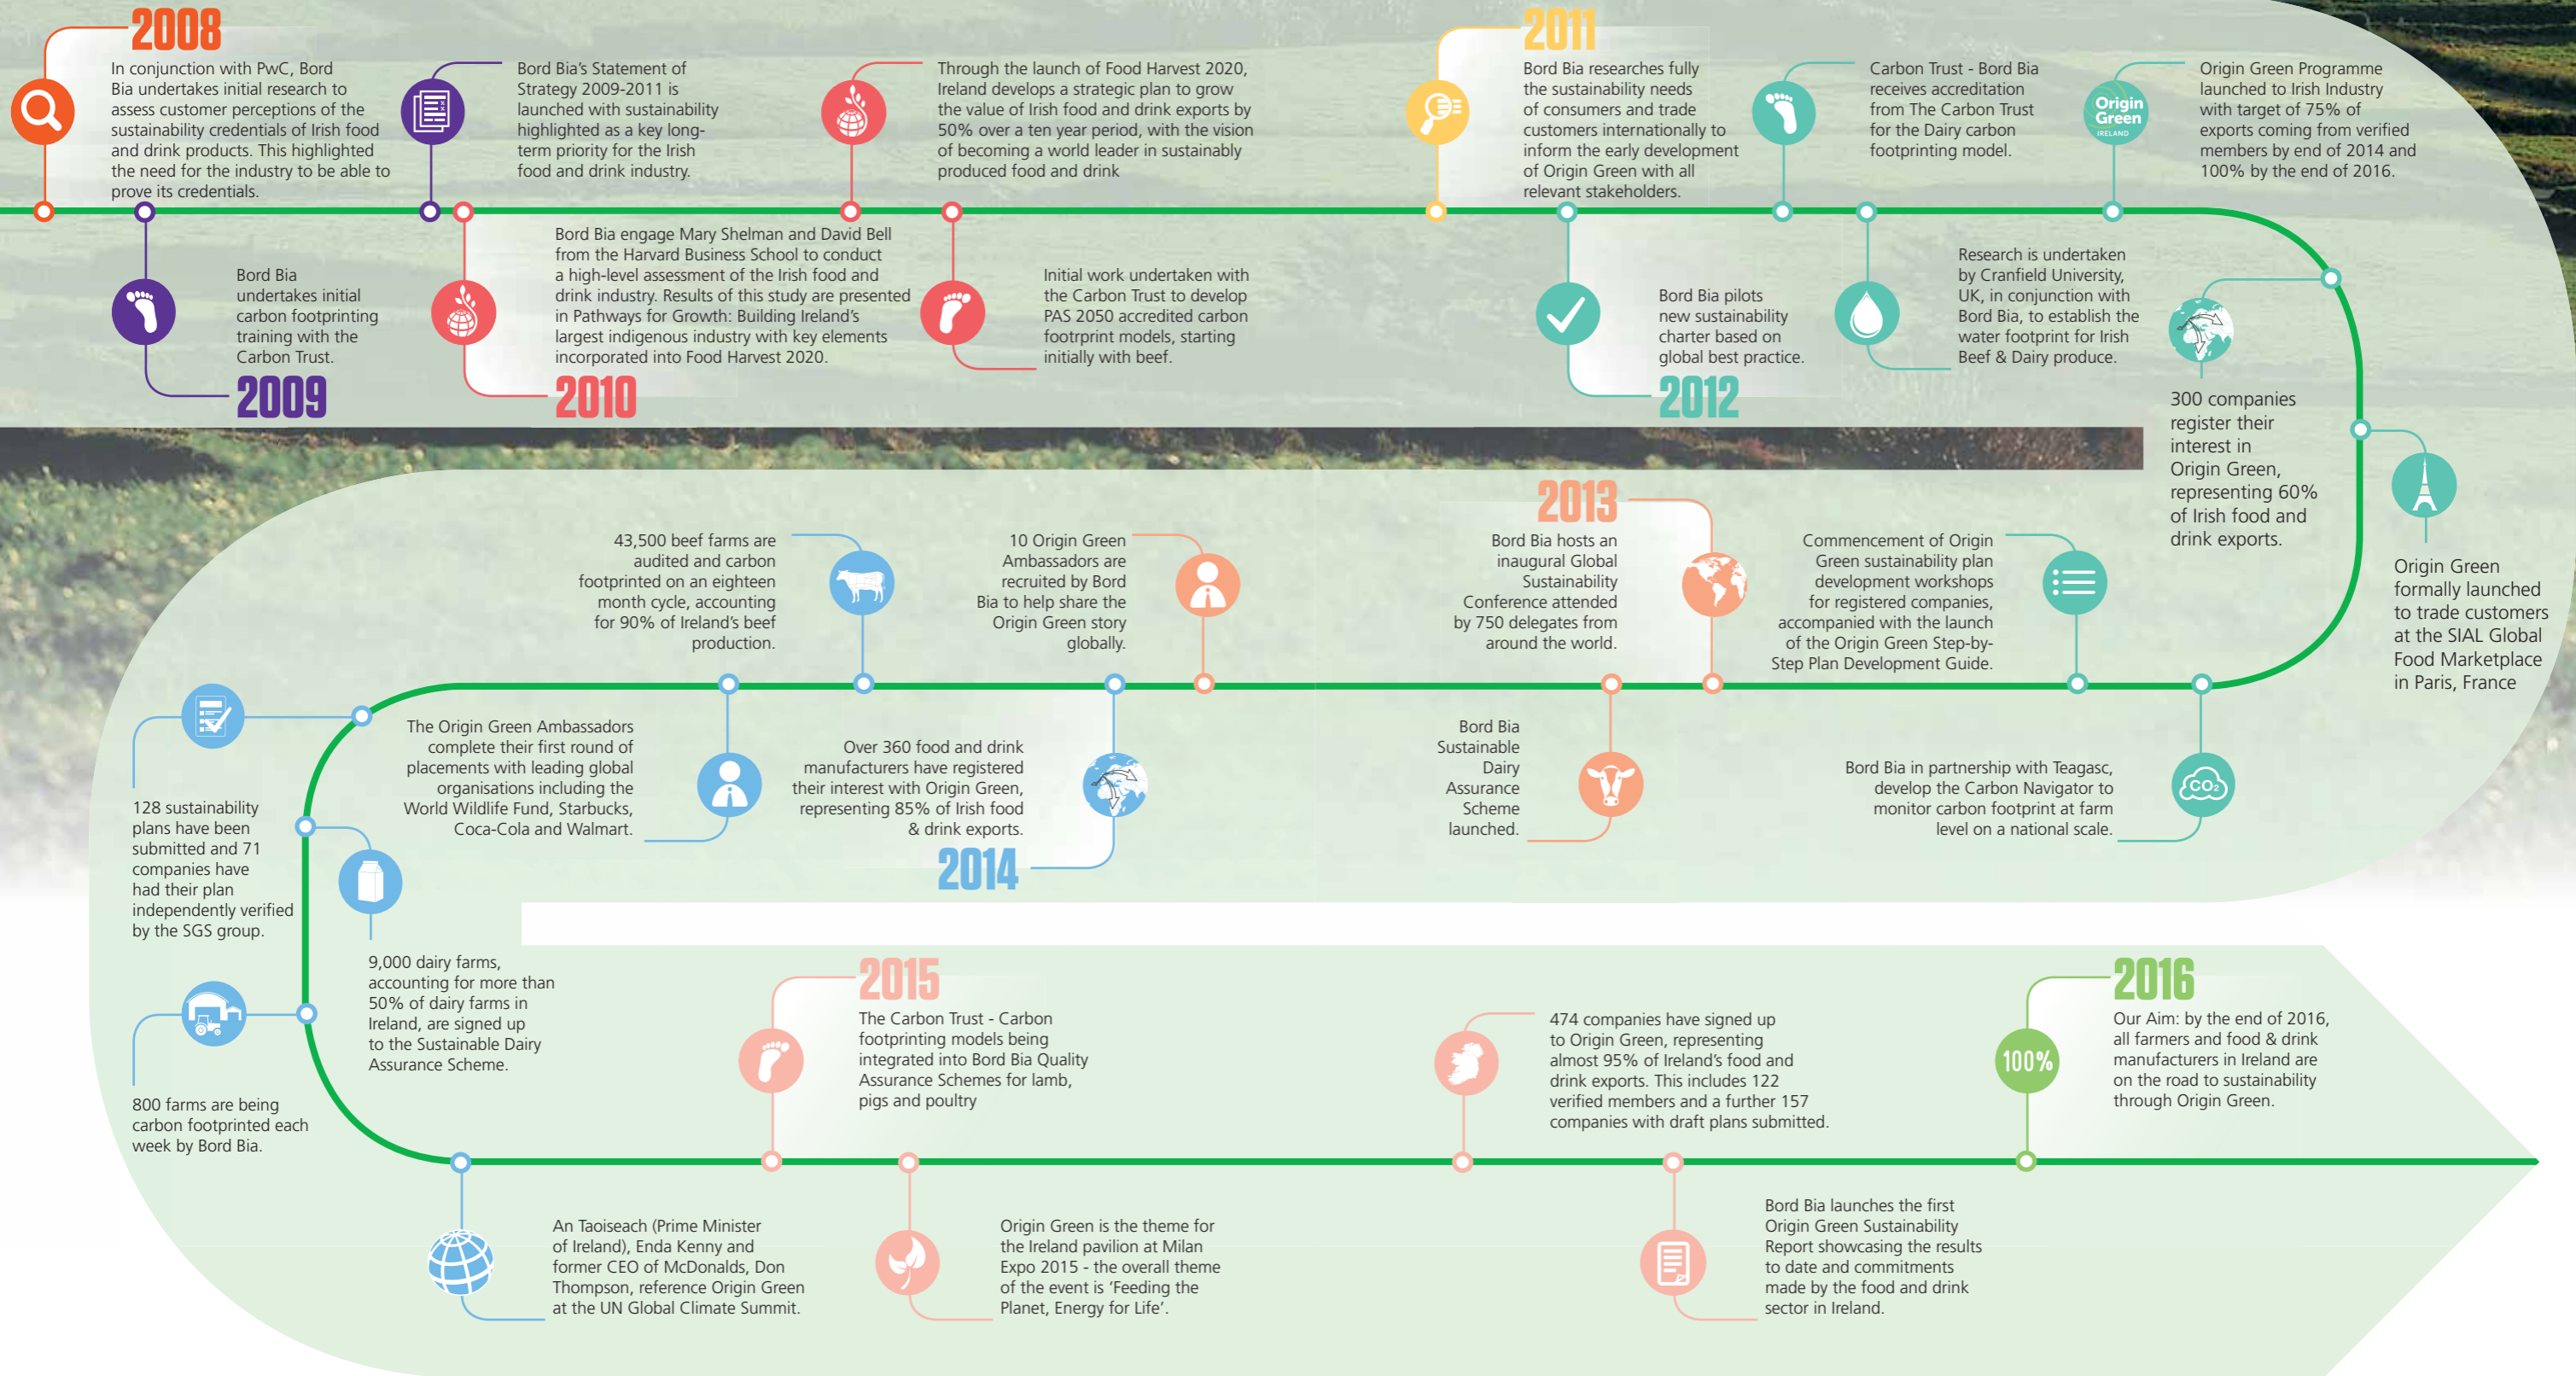 2008
In conjunction with PwC, Bord
Bia undertakes initial research to
assess customer perceptions of the
sustainability credentials of Irish food
and drink products. This highlighted
the need for the industry to be able to
prove its credentials.
Bord Bia
undertakes initial
carbon footprinting
training with the
Carbon Trust.
2009
Bord Bia's Statement of
Strategy 2009-2011 is
launched with sustainability
highlighted as a key long-
term priority for the Irish
food and drink industry.
Bord Bia engage Mary Shelman and David Bell
from the Harvard Business School to conduct
a high-level assessment of the Irish food and
drink industry. Results of this study are presented
in Pathways for Growth: Building Ireland's
largest indigenous industry with key elements
incorporated into Food Harvest 2020.
2010
Through the launch of Food Harvest 2020,
Ireland develops a strategic plan to grow
the value of Irish food and drink exports by
50% over a ten year period, with the vision
of becoming a world leader in sustainably
produced food and drink
Initial work undertaken with
the Carbon Trust to develop
PAS 2050 accredited carbon
footrprint models, starting
initially with beef.
2011
Bord Bia researches fully
the sustainability needs
of consumers and trade
customers internationally to
inform the early development
of Origin Green with all
relevant stakeholders.
Bord Bia pilots
new sustainability
charter based on
global best practice.
2012
Carbon Trust - Bord Bia
receives accreditation
from The Carbon Trust
for the Dairy carbon
footprinting model.
Research is undertaken
by Cranfield University,
UK, in conjunction with
Bord Bia, to establish the
water footprint for Irish
Beef & Dairy produce.
Origin
Green
IRELAND
Origin Green Programme
launched to Irish Industry
with target of 75% of
exports coming from verified
members by end of 2014 and
100% by the end of 2016.
300 companies
register their
interest in
Origin Green,
representing 60%
of Irish food and
drink exports.
Origin Green
formally launched
to trade customers
at the SIAL Global
Food Marketplace
in Paris, France
CO2
Bord Bia in partnership with Teagasc,
develop the Carbon Navigator to
monitor carbon footprint at farm
level on a national scale.
Commencement of Origin
Green sustainability plan
development workshops
for registered companies,
accompanied with the launch
of the Origin Green Step-by-
Step Plan Development Guide.
2013
Bord Bia hosts an
inaugural Global
Sustainability
Conference attended
by 750 delegates from
around the world.
Bord Bia
Sustainable
Dairy
Assurance
Scheme
launched.
10 Origin Green
Ambassadors are
recruited by Bord
Bia to help share the
Origin Green story
globally.
Over 360 food and drink
manufacturers have registered
their interest with Origin Green,
representing 85% of Irish food
& drink exports.
2014
43,500 beef farms are
audited and carbon
footprinted on an eighteen
month cycle, accounting
for 90% of Ireland's beef
production.
The Origin Green Ambassadors
complete their first round of
placements with leading global
organisations including the
World Wildlife Fund, Starbucks,
Coca-Cola and Walmart.
128 sustainability
plans have been
submitted and 71
companies have
had their plan
independently verified
by the SGS group.
9,000 dairy farms,
accounting for more than
50% of dairy farms in
Ireland, are signed up
to the Sustainable Dairy
Assurance Scheme.
800 farms are being
carbon footprinted each
week by Bord Bia.
An Taoiseach (Prime Minister
of Ireland), Enda Kenny and
former CEO of McDonalds, Don
Thompson, reference Origin Green
at the UN Global Climate Summit.
2015
The Carbon Trust - Carbon
footprinting models being
integrated into Bord Bia Quality
Assurance Schemes for lamb,
pigs and poultry
Origin Green is the theme for
the Ireland pavilion at Milan
Expo 2015 - the overall theme
of the event is 'Feeding the
Planet, Energy for Life'.
474 companies have signed up
to Origin Green, representing
almost 95% of Ireland's food and
drink exports. This includes 122
verified members and a further 157
companies with draft plans submitted.
Bord Bia launches the first
Origin Green Sustainability
Report showcasing the results
to date and commitments
made by the food and drink
sector in Ireland.
100%
2016
Our Aim: by the end of 2016,
all farmers and food & drink
manufacturers in Ireland are
on the road to sustainability
through Origin Green.